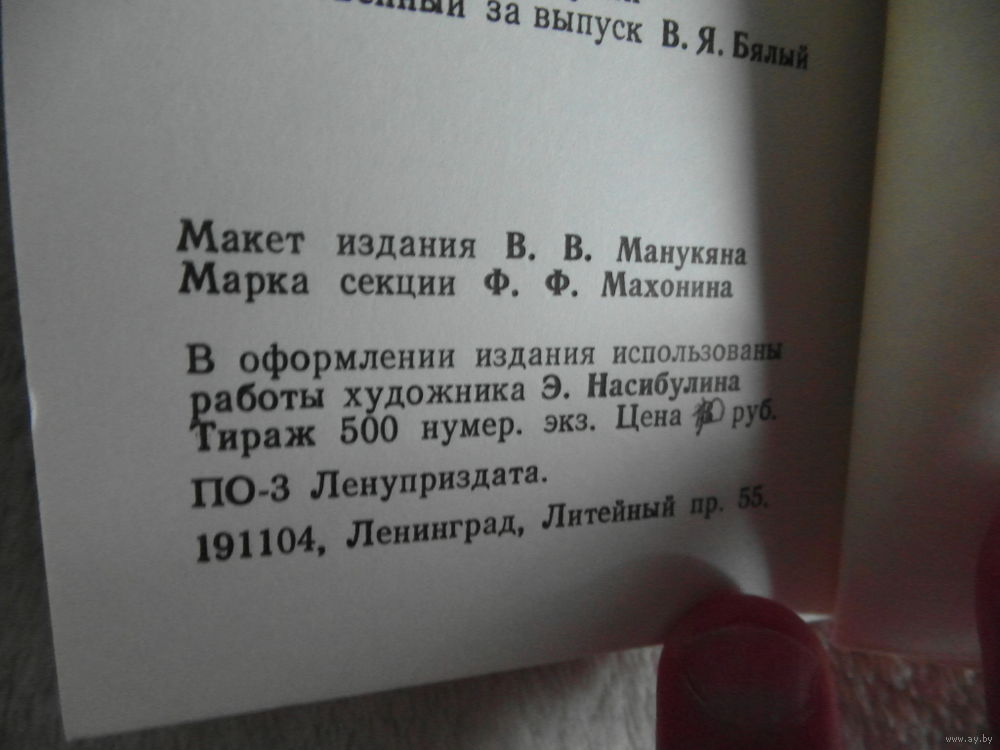 за выпуск В. Я. Бялый
Макет издания В. В. Манукяна
Марка секции Ф. Ф. Махонина
В оформлении издания использованы
работы художника Э. Насибулина
Тираж 500 нумер. экз. Цена руб.
ПО-3 Ленуприздата.
191104, Ленинград, Литейный пр. 55.
www.ay.by